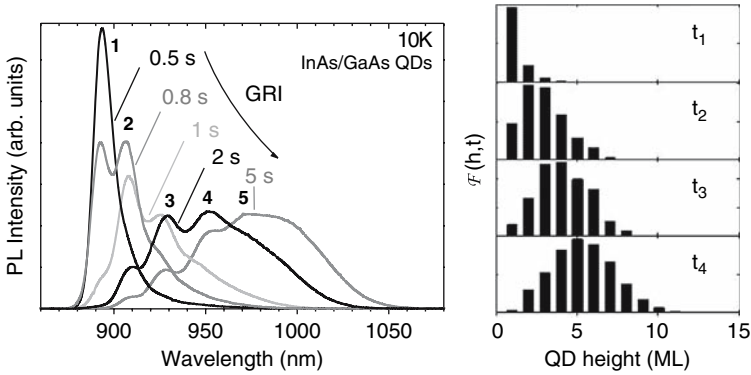 10K
InAs/GaAs QDs
1
0.5 s
GRI
0.8 s
2
1 s
2 s
5 s
3
4
5
PL Intensity (arb. units)
900
950
1000
1050
Wavelength (nm)
t1
t2
t3
t4
ℱ(h,t)
0
5
10
15
QD height (ML)